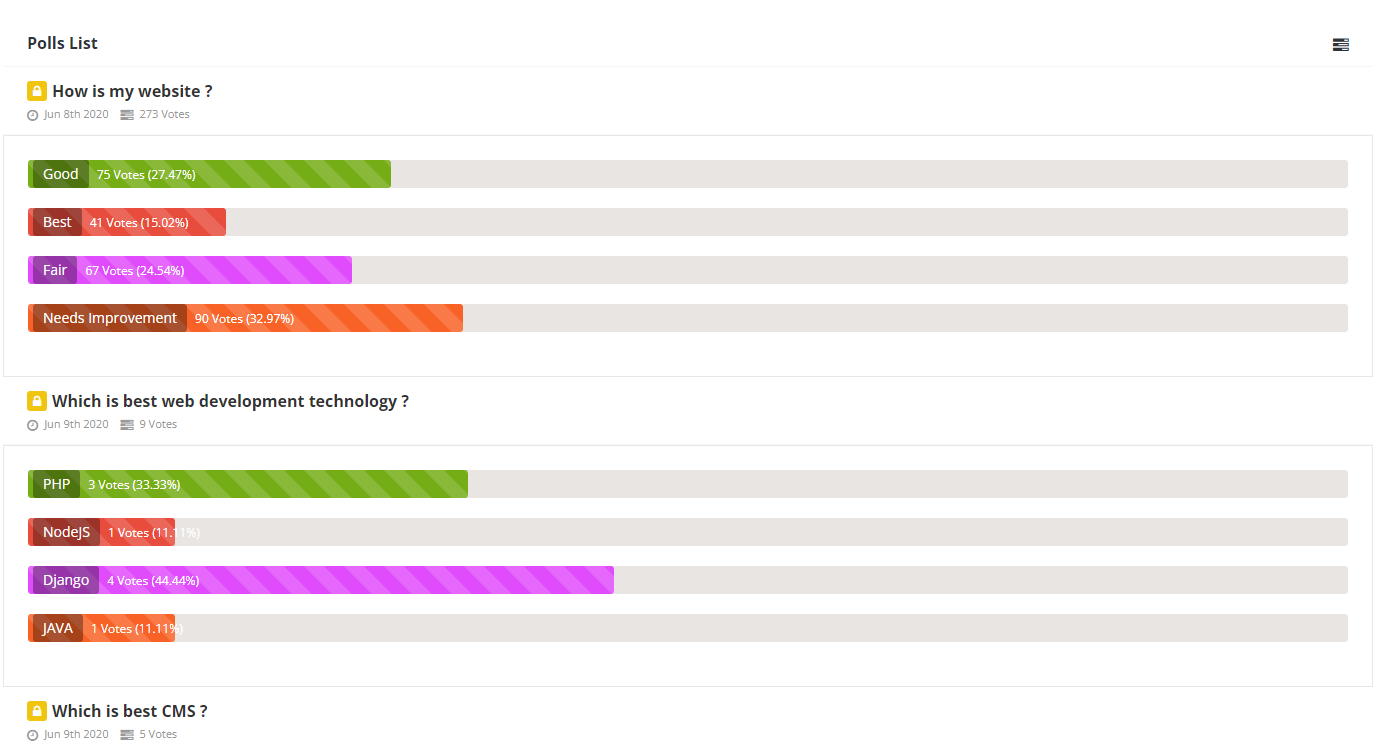 Polls List
How is my website ?
Jun 8th 2020 273 Votes
Good 75 Votes (27.47%)
Best 41 Votes (15.02%)
Fair 67 Votes (24.54%)
Needs Improvement 90 Votes (32.97%)
Which is best web development technology ?
Jun 9th 2020 9 Votes
PHP 3 Votes (33.33%)
NodeJS 1 Votes (11.11%)
Django 4 Votes (44.44%)
JAVA 1 Votes (11.11%)
Which is best CMS ?
Jun 9th 2020 5 Votes